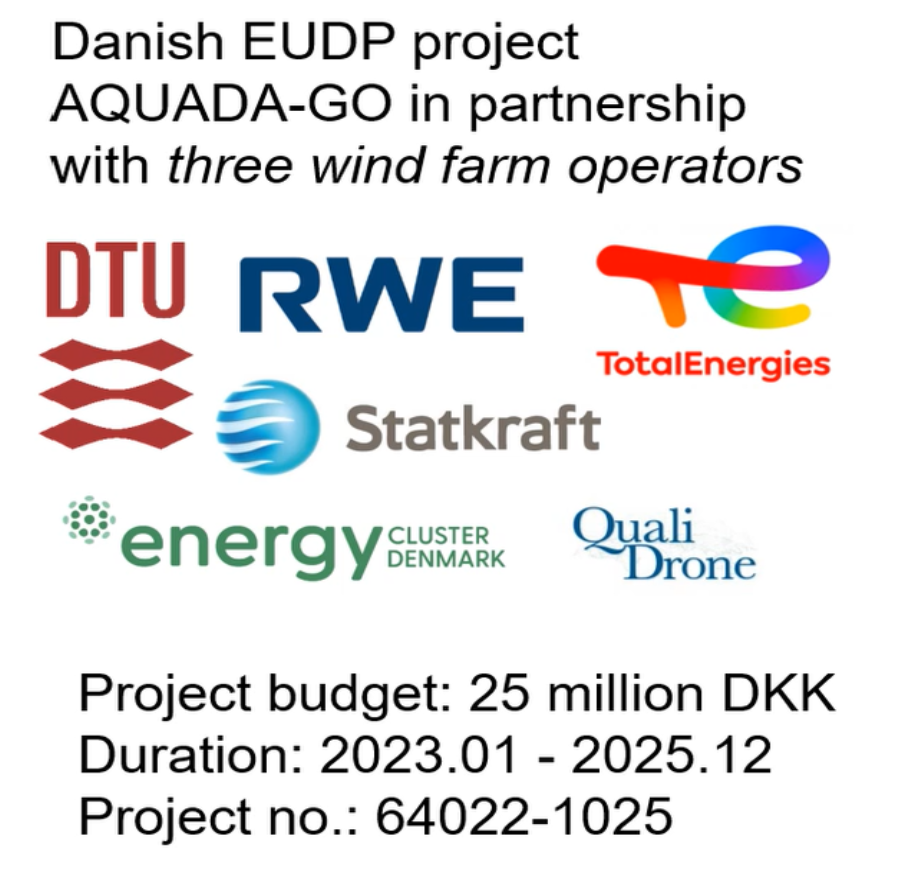 Danish EUDP project
AQUADA-GO in partnership
with three wind farm operators
DTU
RWE
TotalEnergies
Statkraft
energy CLUSTER
DENMARK
Quali
Drone
Project budget: 25 million DKK
Duration: 2023.01 - 2025.12
Project no.: 64022-1025